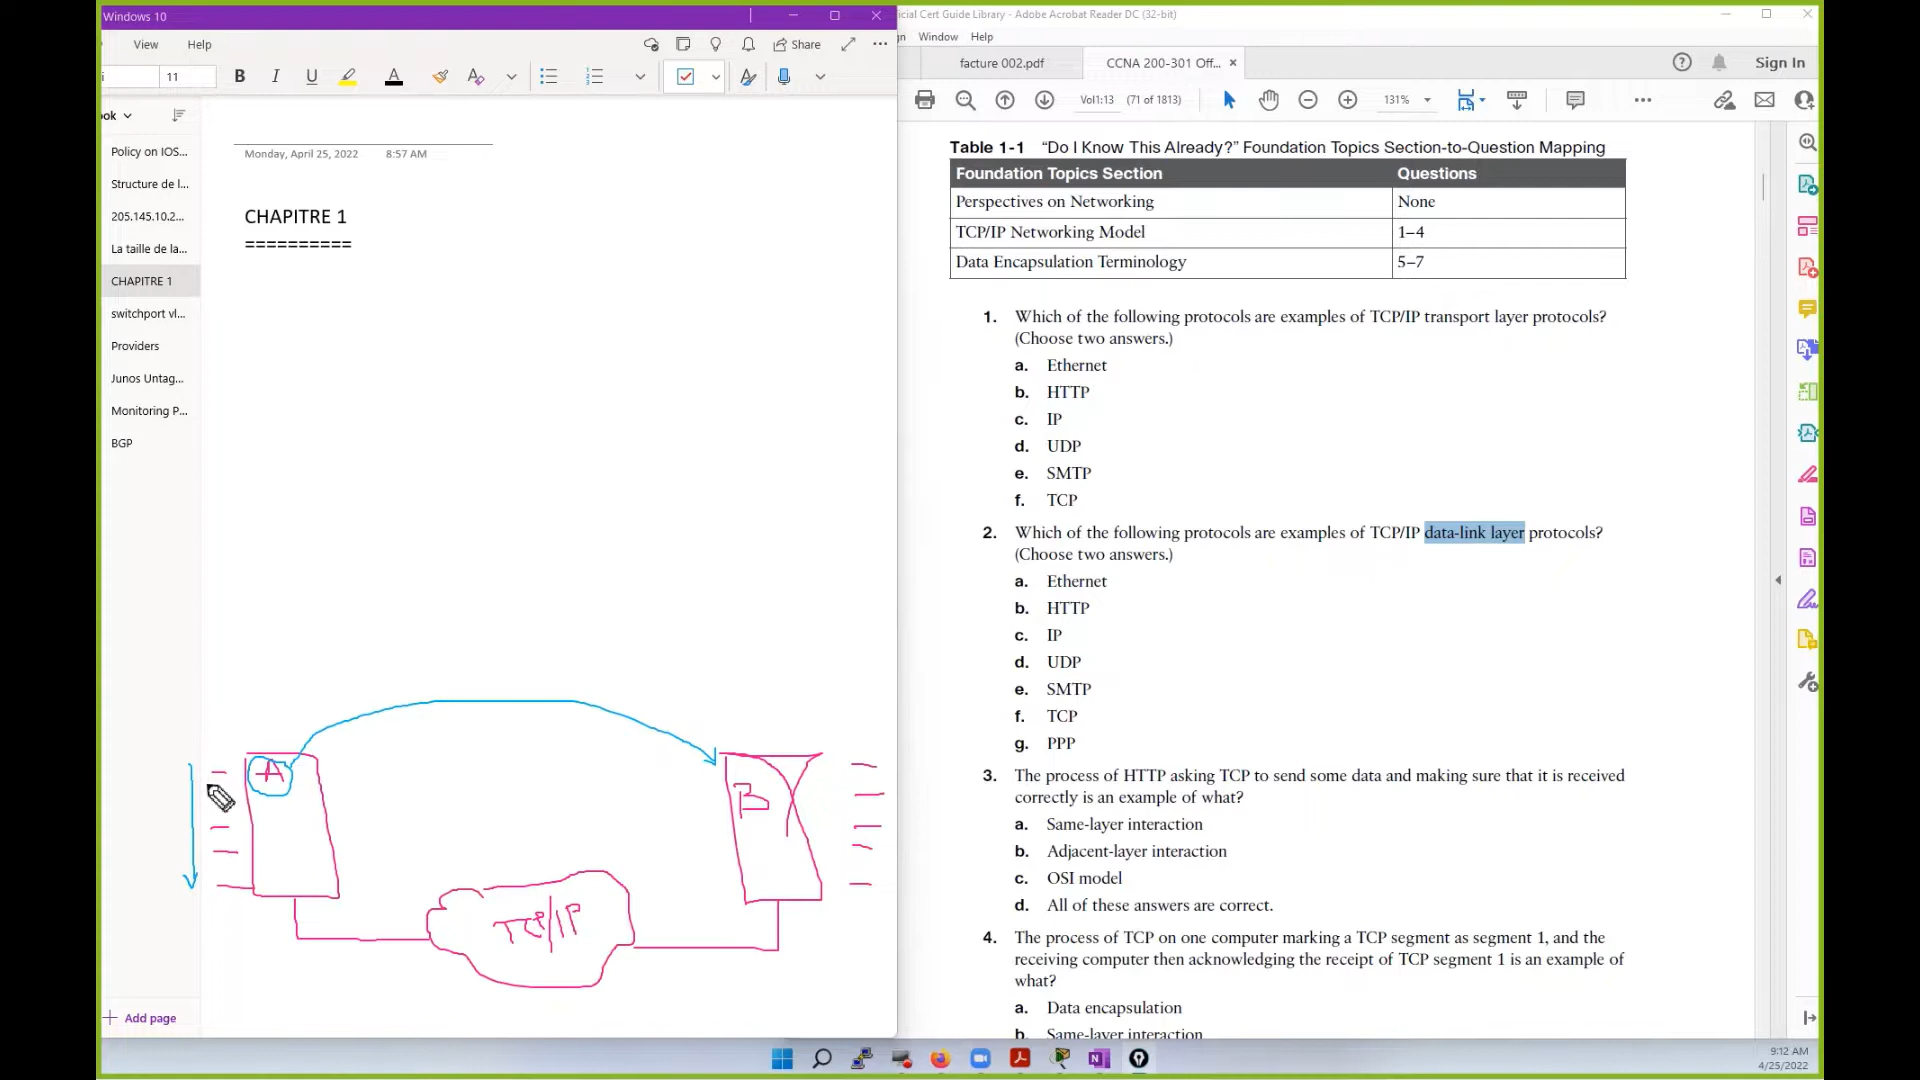 Windows 10
View Help Share
11 B I U A
ok
Policy on IOS...
Structure de l...
205.145.10.2...
La taille de la...
CHAPITRE 1
switchport vl...
Providers
Junos Untag...
Monitoring P...
BGP
Add page
Monday, April 25, 2022 8:57 AM
CHAPITRE 1
==========
A
B
TCP/IP
icial Cert Guide Library - Adobe Acrobat Reader DC (32-bit)
Window Help
facture 002.pdf CCNA 200-301 Off... × Sign In
Vol1:13 (71 of 1813) 131%
Table 1-1 “Do I Know This Already?” Foundation Topics Section-to-Question Mapping
Foundation Topics Section Questions
Perspectives on Networking None
TCP/IP Networking Model 1–4
Data Encapsulation Terminology 5–7
1. Which of the following protocols are examples of TCP/IP transport layer protocols?
(Choose two answers.)
a. Ethernet
b. HTTP
c. IP
d. UDP
e. SMTP
f. TCP
2. Which of the following protocols are examples of TCP/IP data-link layer protocols?
(Choose two answers.)
a. Ethernet
b. HTTP
c. IP
d. UDP
e. SMTP
f. TCP
g. PPP
3. The process of HTTP asking TCP to send some data and making sure that it is received
correctly is an example of what?
a. Same-layer interaction
b. Adjacent-layer interaction
c. OSI model
d. All of these answers are correct.
4. The process of TCP on one computer marking a TCP segment as segment 1, and the
receiving computer then acknowledging the receipt of TCP segment 1 is an example of
what?
a. Data encapsulation
b. Same-layer interaction
9:12 AM
4/25/2022